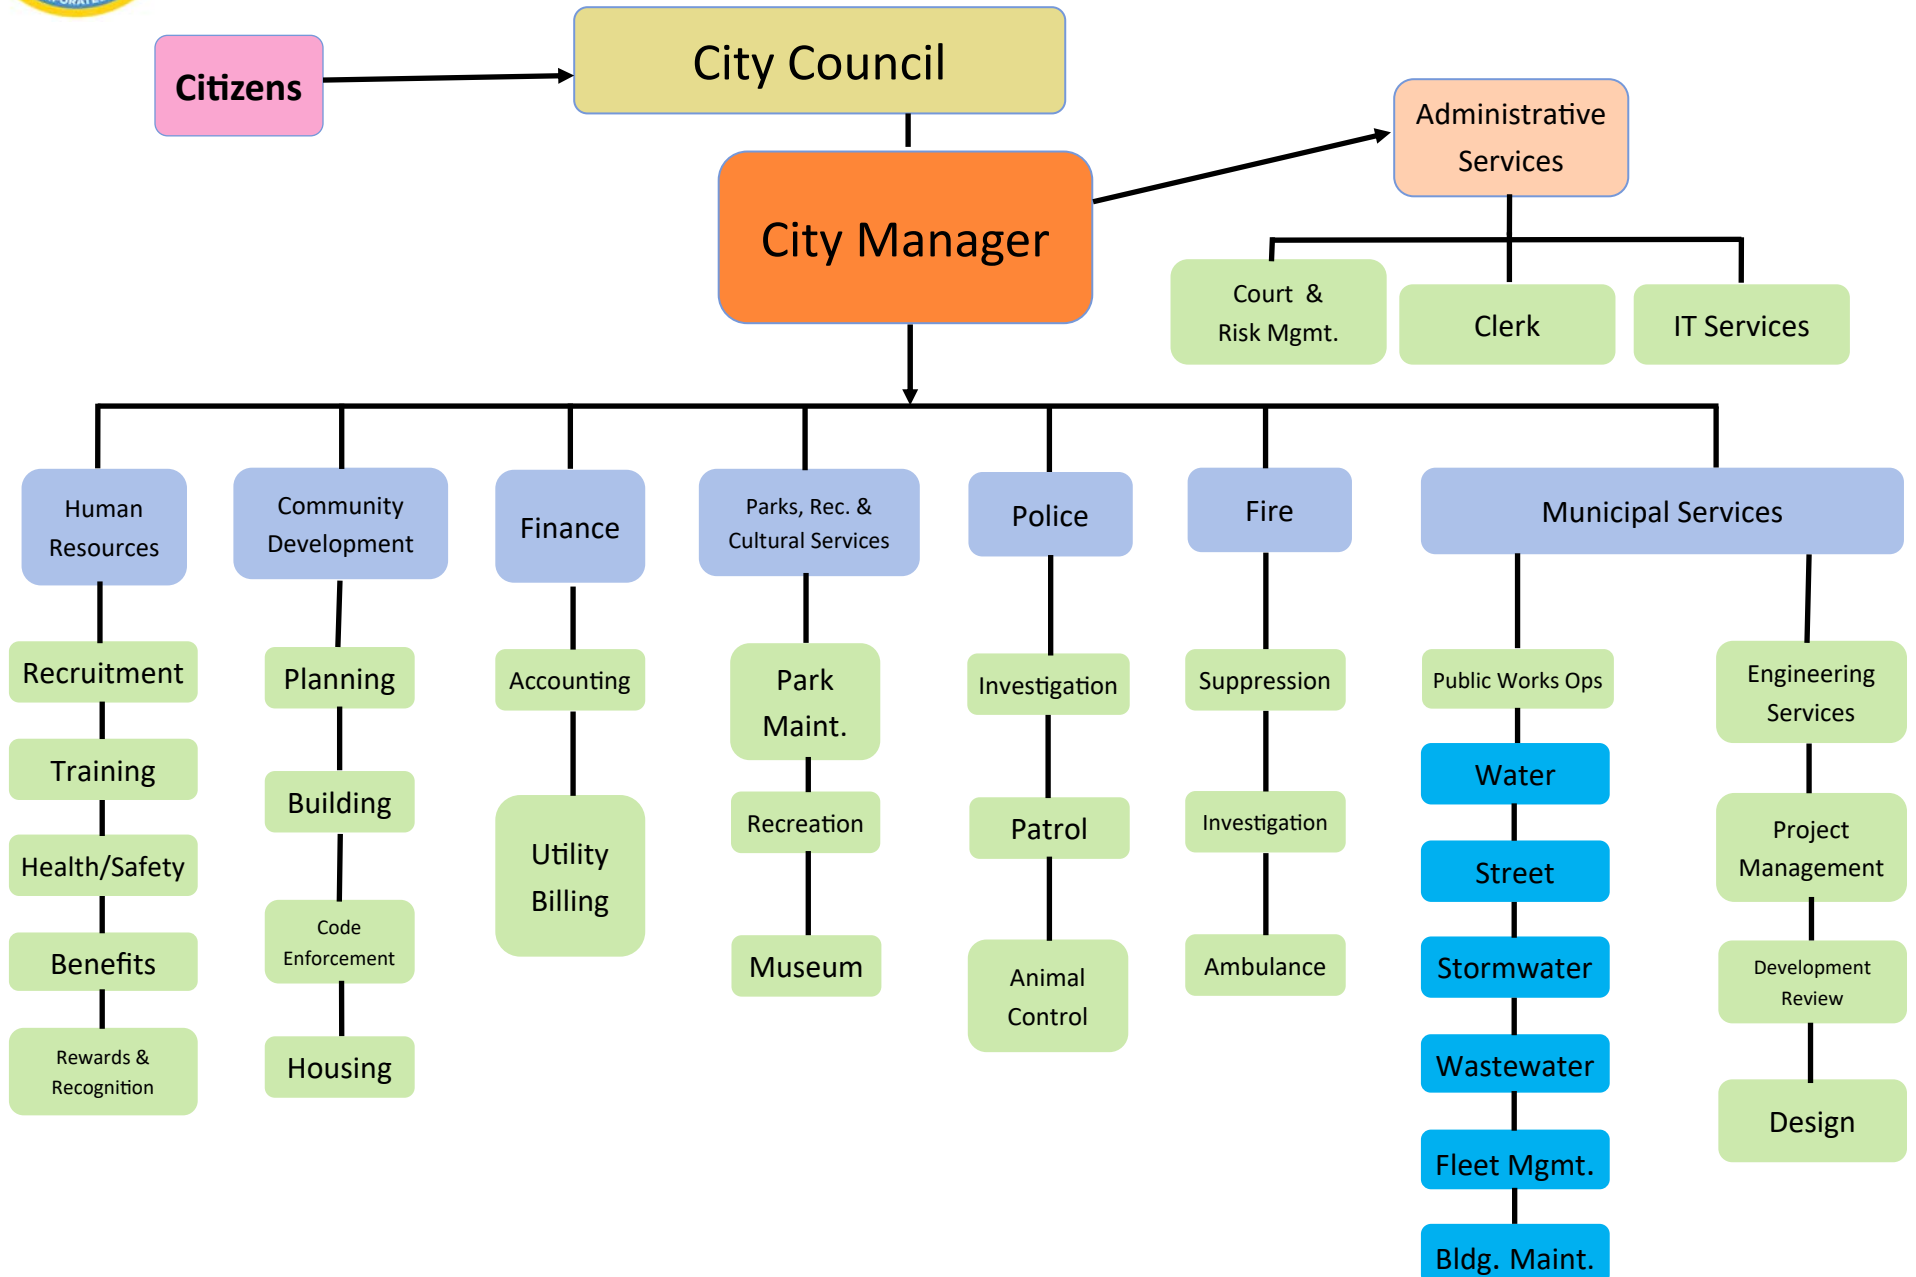 Citizens
City Council
Administrative
Services
City Manager
Court &
Risk Mgmt.
Clerk
IT Services
Human
Resources
Community
Development
Finance
Parks, Rec. &
Cultural Services
Police
Fire
Municipal Services
Recruitment
Training
Health/Safety
Benefits
Rewards &
Recognition
Planning
Building
Code
Enforcement
Housing
Accounting
Utility
Billing
Park
Maint.
Recreation
Museum
Investigation
Patrol
Animal
Control
Suppression
Investigation
Ambulance
Public Works Ops
Water
Street
Stormwater
Wastewater
Fleet Mgmt.
Bldg. Maint.
Engineering
Services
Project
Management
Development
Review
Design